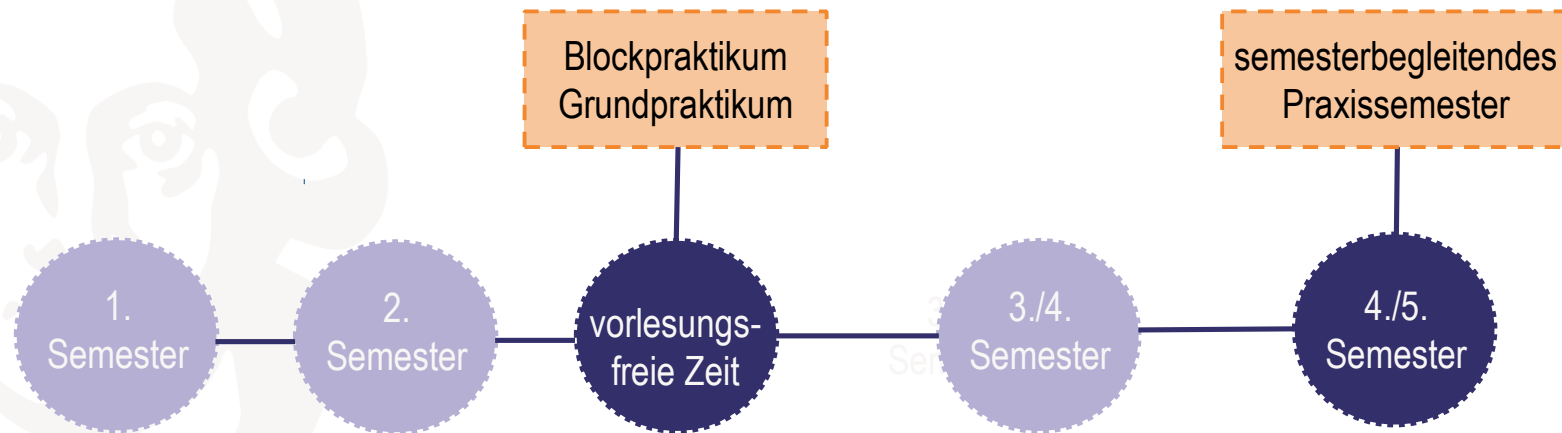 Blockpraktikum
Grundpraktikum
semesterbegleitendes
Praxissemester
1.
Semester
2.
Semester
vorlesungs-
freie Zeit
3./4.
Semester
4./5.
Semester